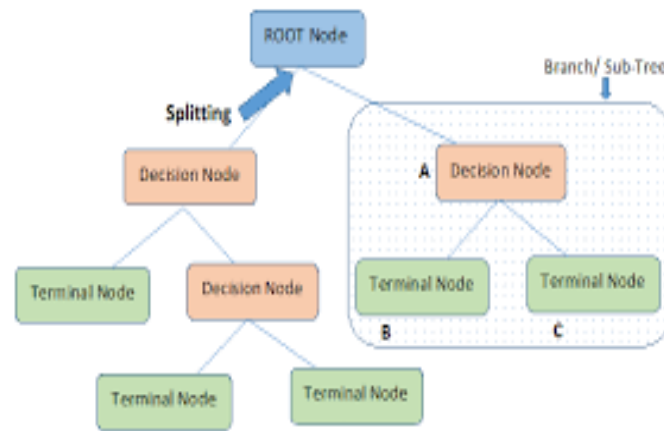 ROOT Node
Branch/ Sub-Tree
Splitting
Decision Node
A
Decision Node
Terminal Node
Decision Node
Terminal Node
Terminal Node
B
C
Terminal Node
Terminal Node